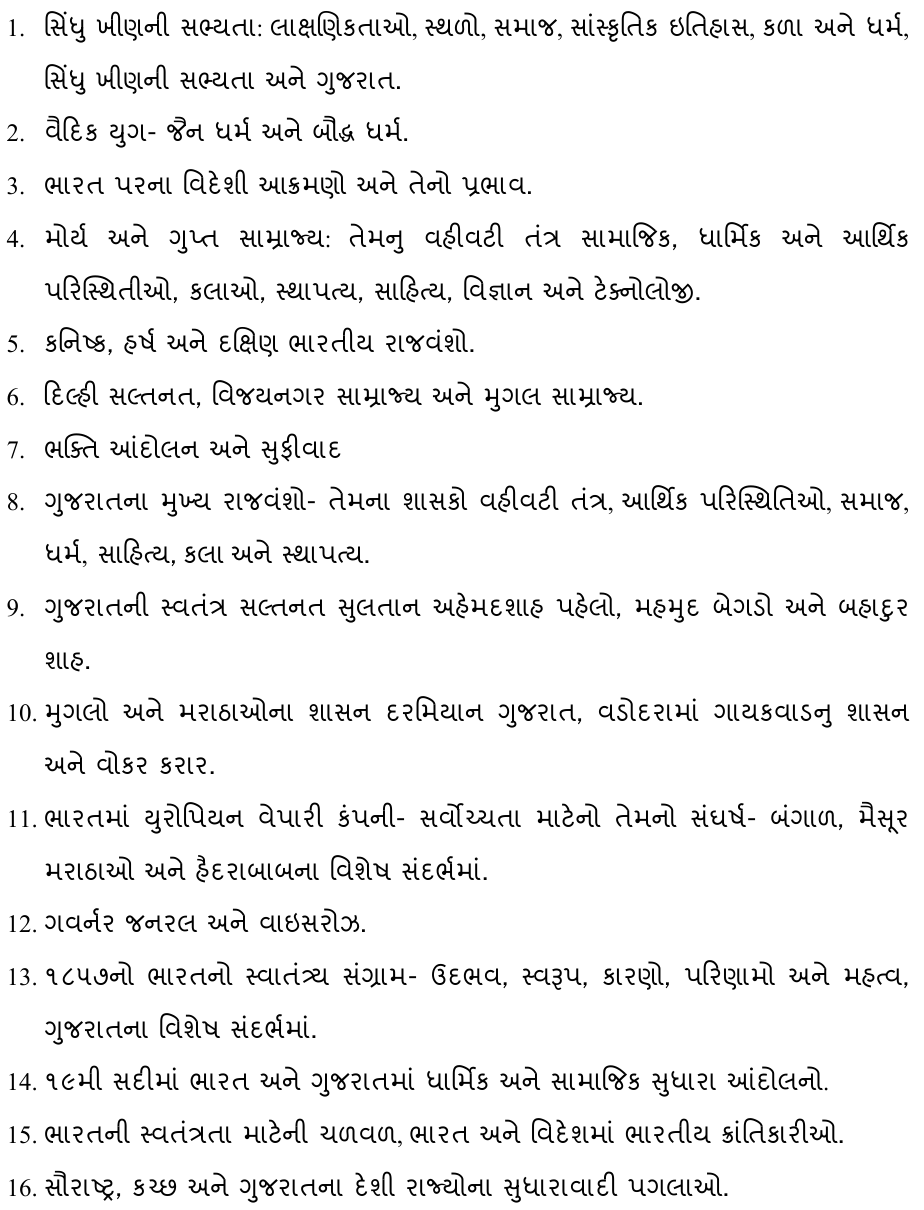 1. સિંધુ ખીણની સભ્યતા: લાક્ષણિકતાઓ, સ્થળો, સમાજ, સાંસ્કૃતિક ઇતિહાસ, કળા અને ધર્મ,
સિંધુ ખીણની સભ્યતા અને ગુજરાત.
2. વૈદિક યુગ- જૈન ધર્મ અને બૌદ્ધ ધર્મ.
3. ભારત પરના વિદેશી આક્રમણો અને તેનો પ્રભાવ.
4. મોર્ય અને ગુપ્ત સામ્રાજ્ય: તેમનુ વહીવટી તંત્ર સામાજિક, ધાર્મિક અને આર્થિક
પરિસ્થિતીઓ, કલાઓ, સ્થાપત્ય, સાહિત્ય, વિજ્ઞાન અને ટેક્નોલોજી.
5. કનિષ્ક, હર્ષ અને દક્ષિણ ભારતીય રાજવંશો.
6. દિલ્હી સલ્તનત, વિજયનગર સામ્રાજ્ય અને મુગલ સામ્રાજ્ય.
7. ભક્તિ આંદોલન અને સુફીવાદ
8. ગુજરાતના મુખ્ય રાજવંશો- તેમના શાસકો વહીવટી તંત્ર, આર્થિક પરિસ્થિતિઓ, સમાજ,
ધર્મ, સાહિત્ય, કલા અને સ્થાપત્ય.
9. ગુજરાતની સ્વતંત્ર સલ્તનત સુલતાન અહેમદશાહ પહેલો, મહમુદ બેગડો અને બહાદુર
શાહ.
10. મુગલો અને મરાઠાઓના શાસન દરમિયાન ગુજરાત, વડોદરામાં ગાયકવાડનુ શાસન
અને વોકર કરાર.
11. ભારતમાં યુરોપિયન વેપારી કંપની- સર્વોચ્ચતા માટેનો તેમનો સંઘર્ષ- બંગાળ, મૈસૂર
મરાઠાઓ અને હૈદરાબાબના વિશેષ સંદર્ભમાં.
12. ગવર્નર જનરલ અને વાઇસરોઝ.
13. ૧૮૫૭નો ભારતનો સ્વાતંત્ર્ય સંગ્રામ- ઉદભવ, સ્વરૂપ, કારણો, પરિણામો અને મહત્વ,
ગુજરાતના વિશેષ સંદર્ભમાં.
14. ૧૯મી સદીમાં ભારત અને ગુજરાતમાં ધાર્મિક અને સામાજિક સુધારા આંદોલનો.
15. ભારતની સ્વતંત્રતા માટેની ચળવળ, ભારત અને વિદેશમાં ભારતીય ક્રાંતિકારીઓ.
16. સૌરાષ્ટ્ર, કચ્છ અને ગુજરાતના દેશી રાજ્યોના સુધારાવાદી પગલાઓ.